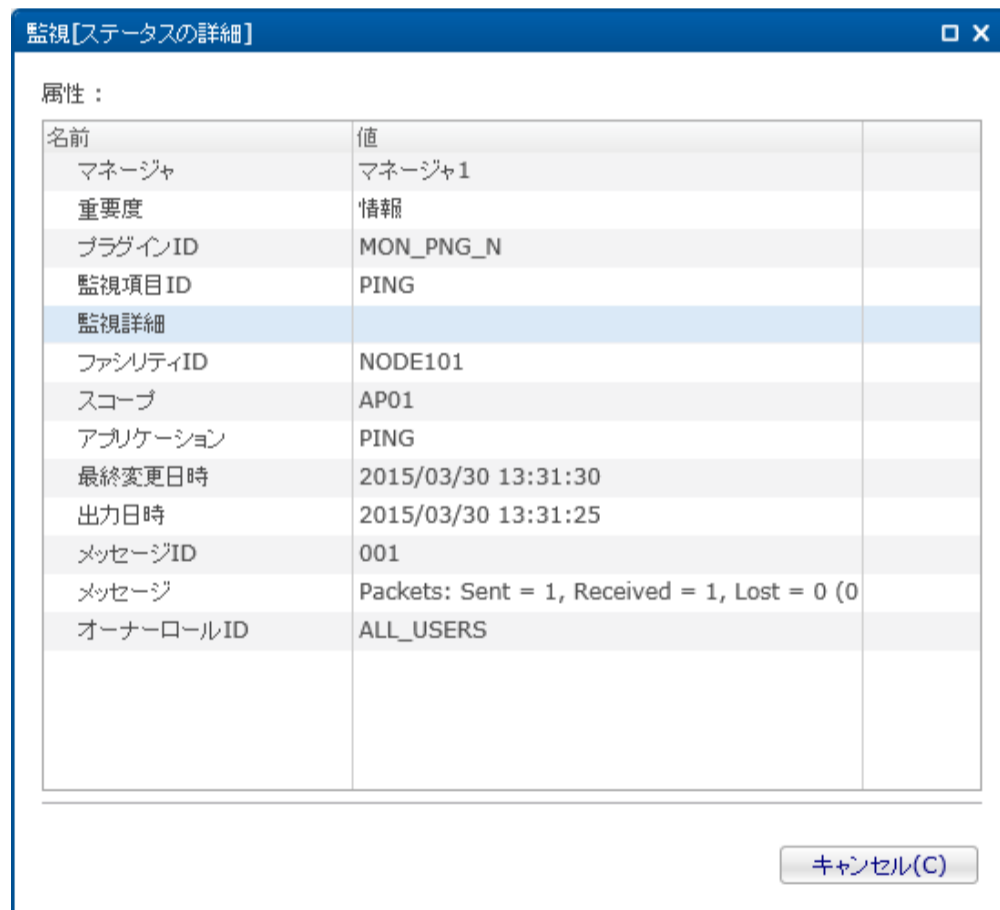 監視[ステータスの詳細]
属性：
名前 値
マネージャ マネージャ1
重要度 情報
プラグインID MON_PNG_N
監視項目ID PING
監視詳細
ファシリティID NODE101
スコープ AP01
アプリケーション PING
最終変更日時 2015/03/30 13:31:30
出力日時 2015/03/30 13:31:25
メッセージID 001
メッセージ Packets: Sent = 1, Received = 1, Lost = 0 (0
オーナーロールID ALL_USERS
キャンセル(C)